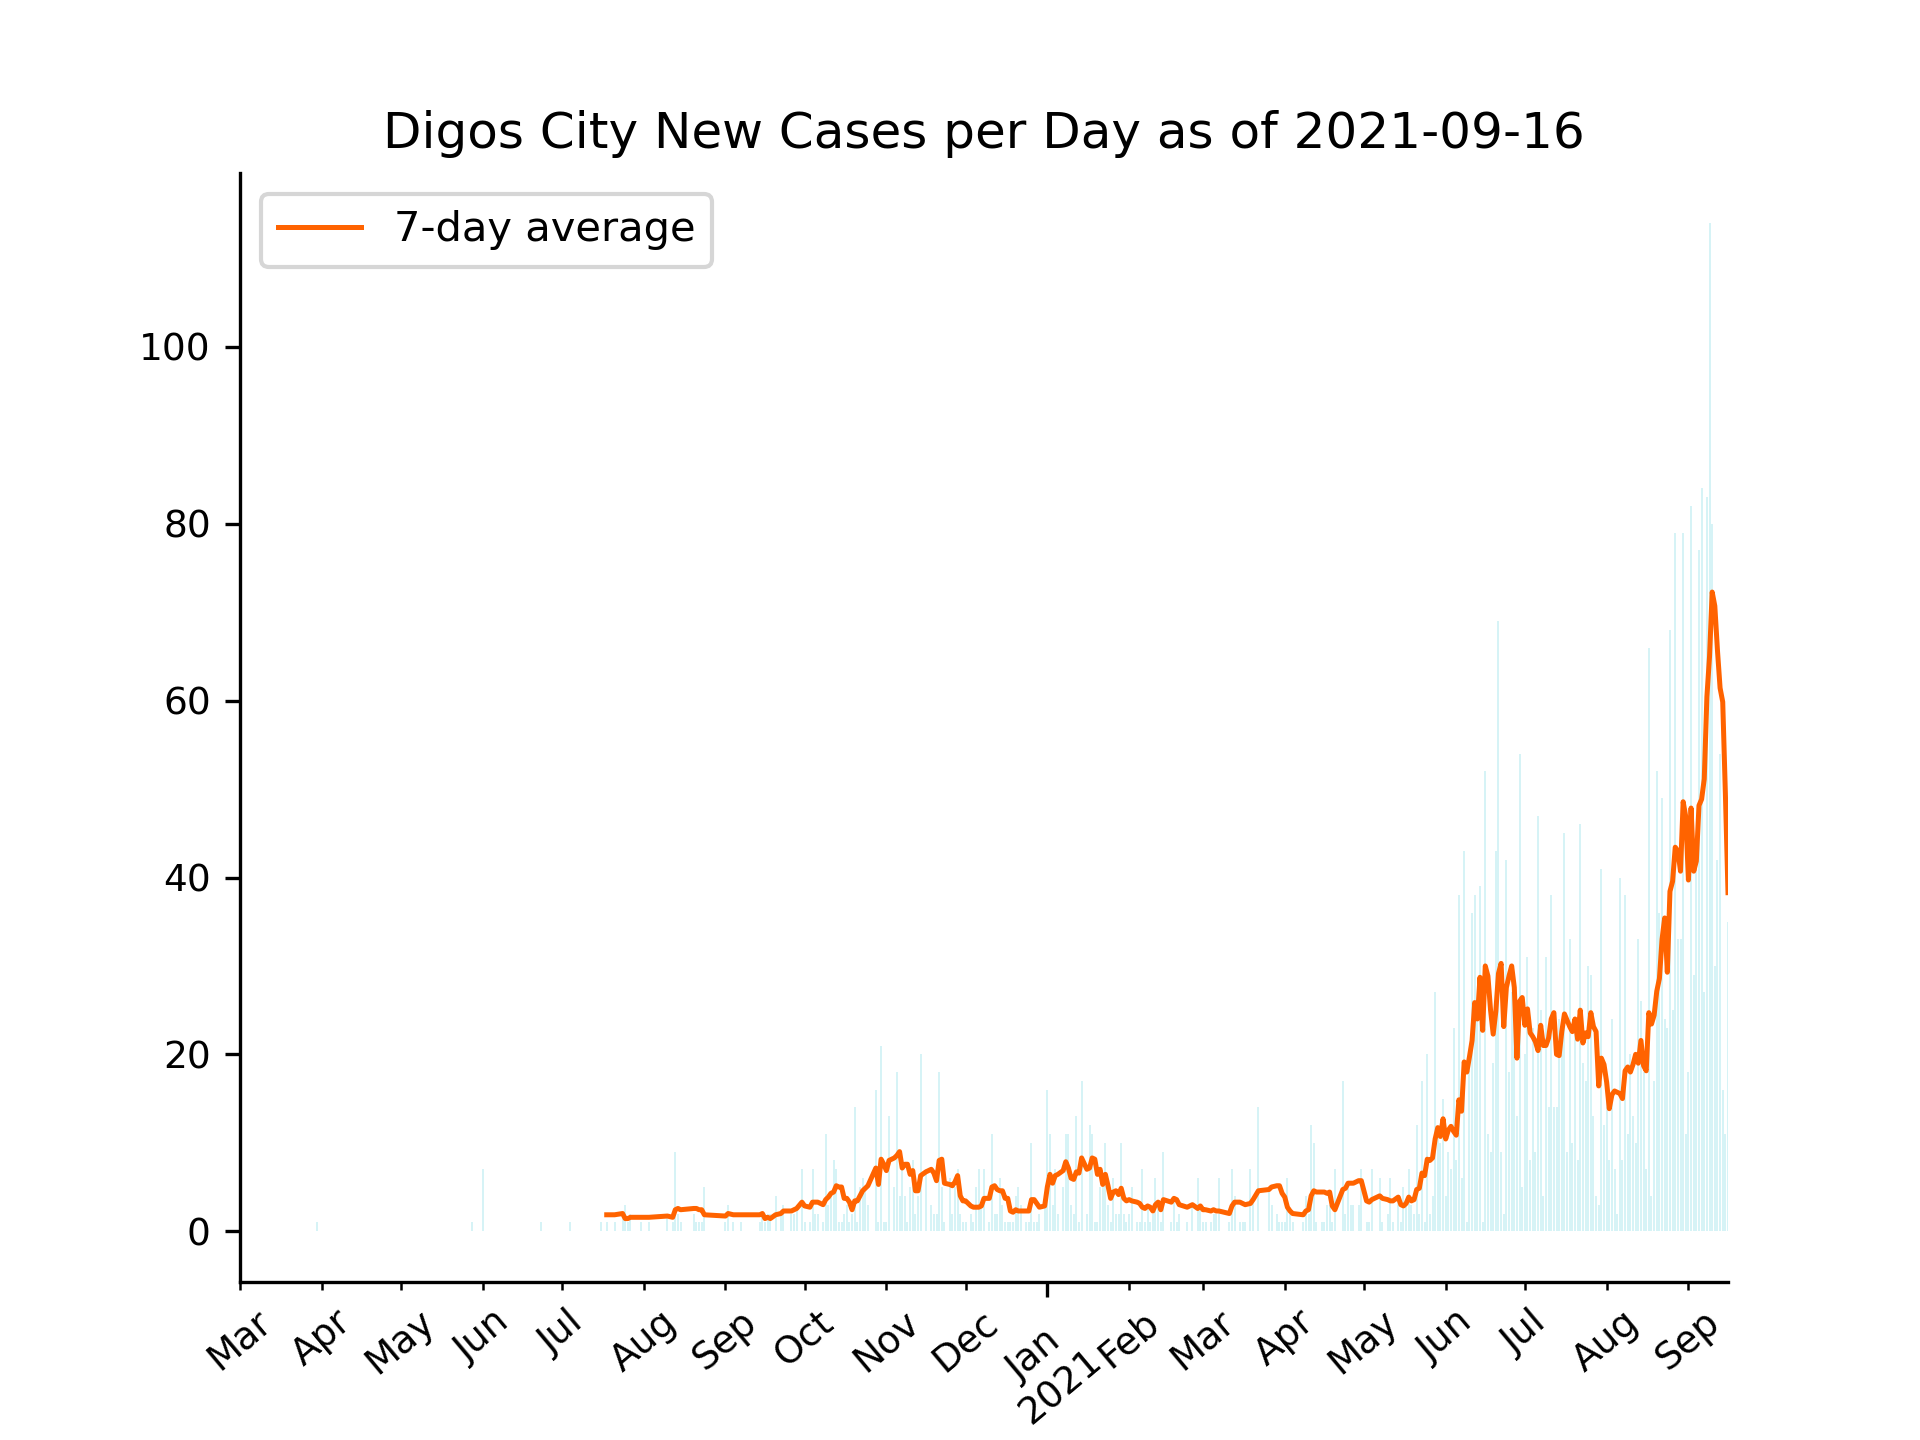 Digos City New Cases per Day as of 2021-09-16
7-day average
100
80
60
40
20
0
Mar
Apr
May
Jun
Jul
Aug
Sep
Oct
Nov
Dec
Jan
2021
Feb
Mar
Apr
May
Jun
Jul
Aug
Sep